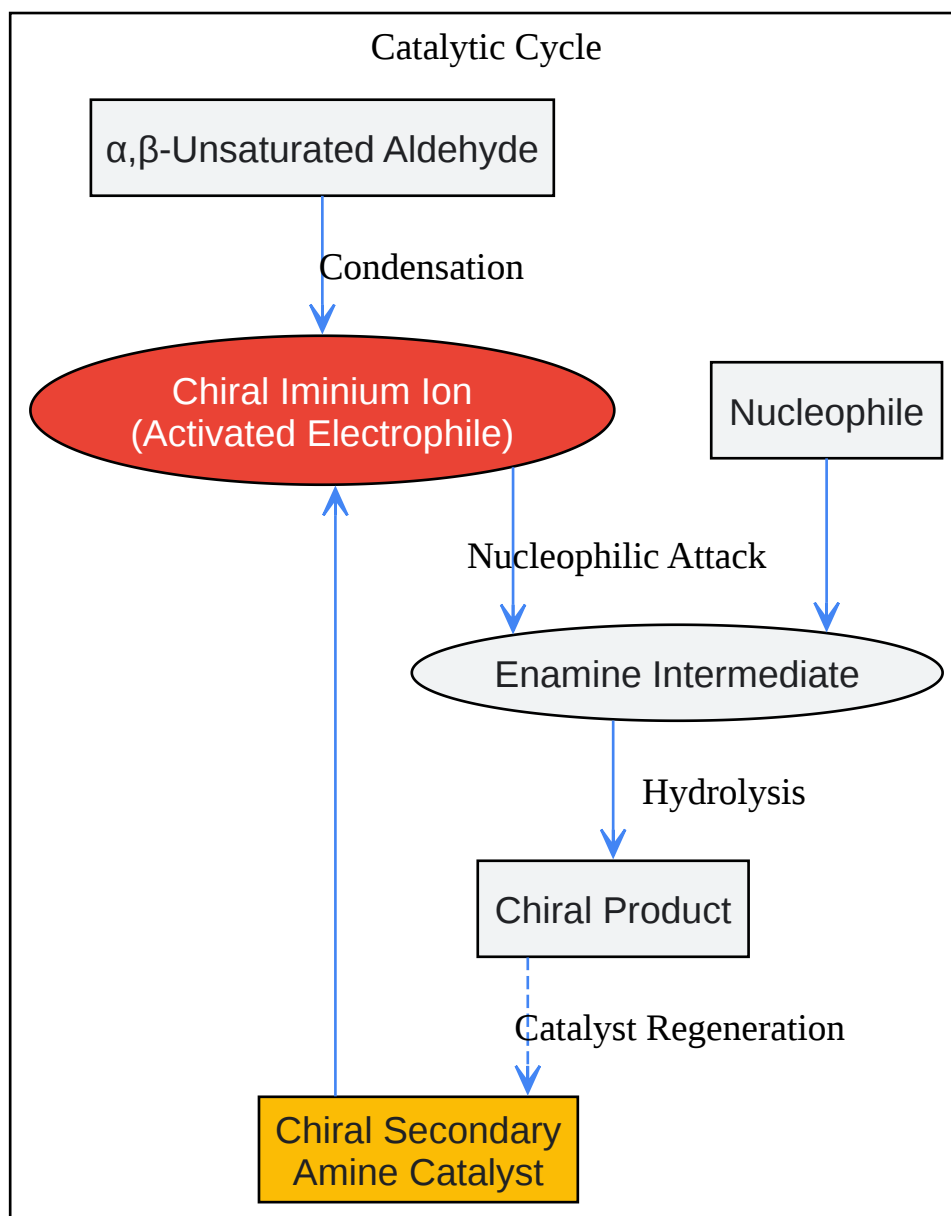 Catalytic Cycle
α,β-Unsaturated Aldehyde
Condensation
Chiral Iminium Ion
(Activated Electrophile)
Nucleophile
Nucleophilic Attack
Enamine Intermediate
Hydrolysis
Chiral Product
Catalyst Regeneration
Chiral Secondary
Amine Catalyst